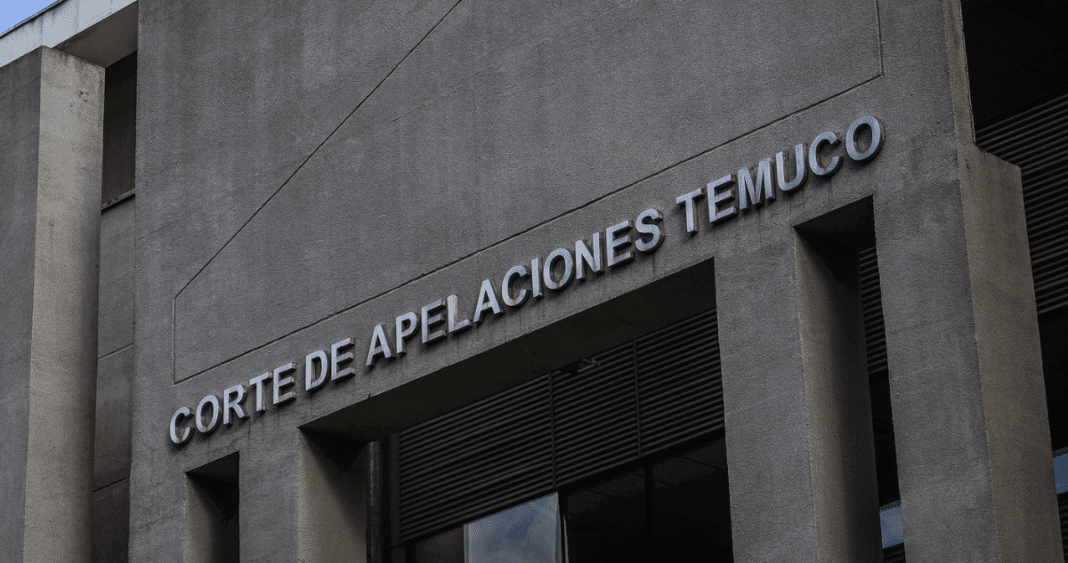 CORTE DE APELACIONES TEMUCO